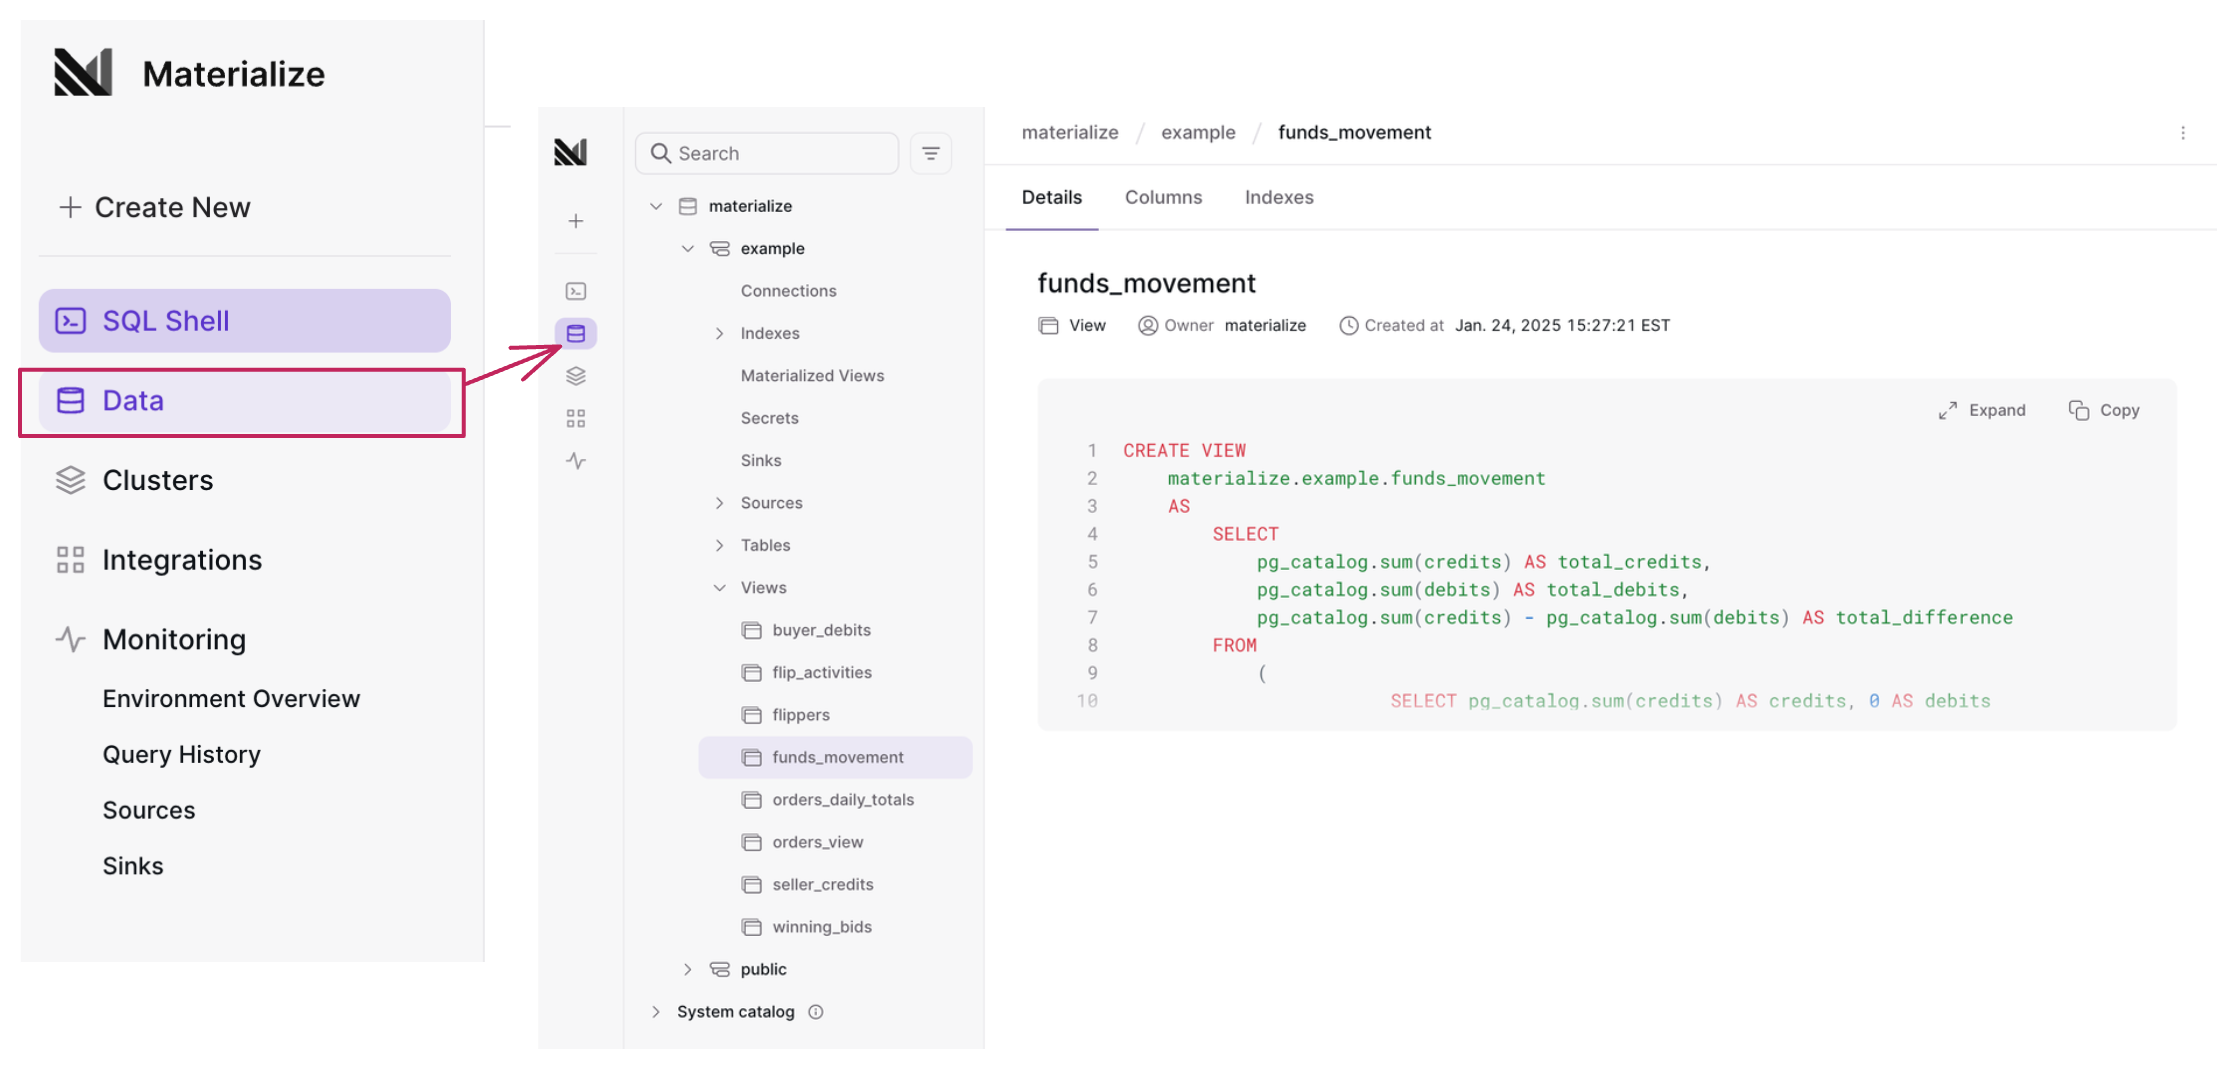 Materialize
Create New
SQL Shell
Data
Clusters
Integrations
Monitoring
Environment Overview
Query History
Sources
Sinks
Search
materialize
example
Connections
Indexes
Materialized Views
Secrets
Sinks
Sources
Tables
Views
buyer_debits
flip_activities
flippers
funds_movement
orders_daily_totals
orders_view
seller_credits
winning_bids
public
System catalog
materialize / example / funds_movement
Details Columns Indexes
funds_movement
View Owner materialize Created at Jan. 24, 2025 15:27:21 EST
Expand Copy
1 CREATE VIEW
2 materialize.example.funds_movement
3 AS
4 SELECT
5 pg_catalog.sum(credits) AS total_credits,
6 pg_catalog.sum(debits) AS total_debits,
7 pg_catalog.sum(credits) - pg_catalog.sum(debits) AS total_difference
8 FROM
9 (
10 SELECT pg_catalog.sum(credits) AS credits, 0 AS debits